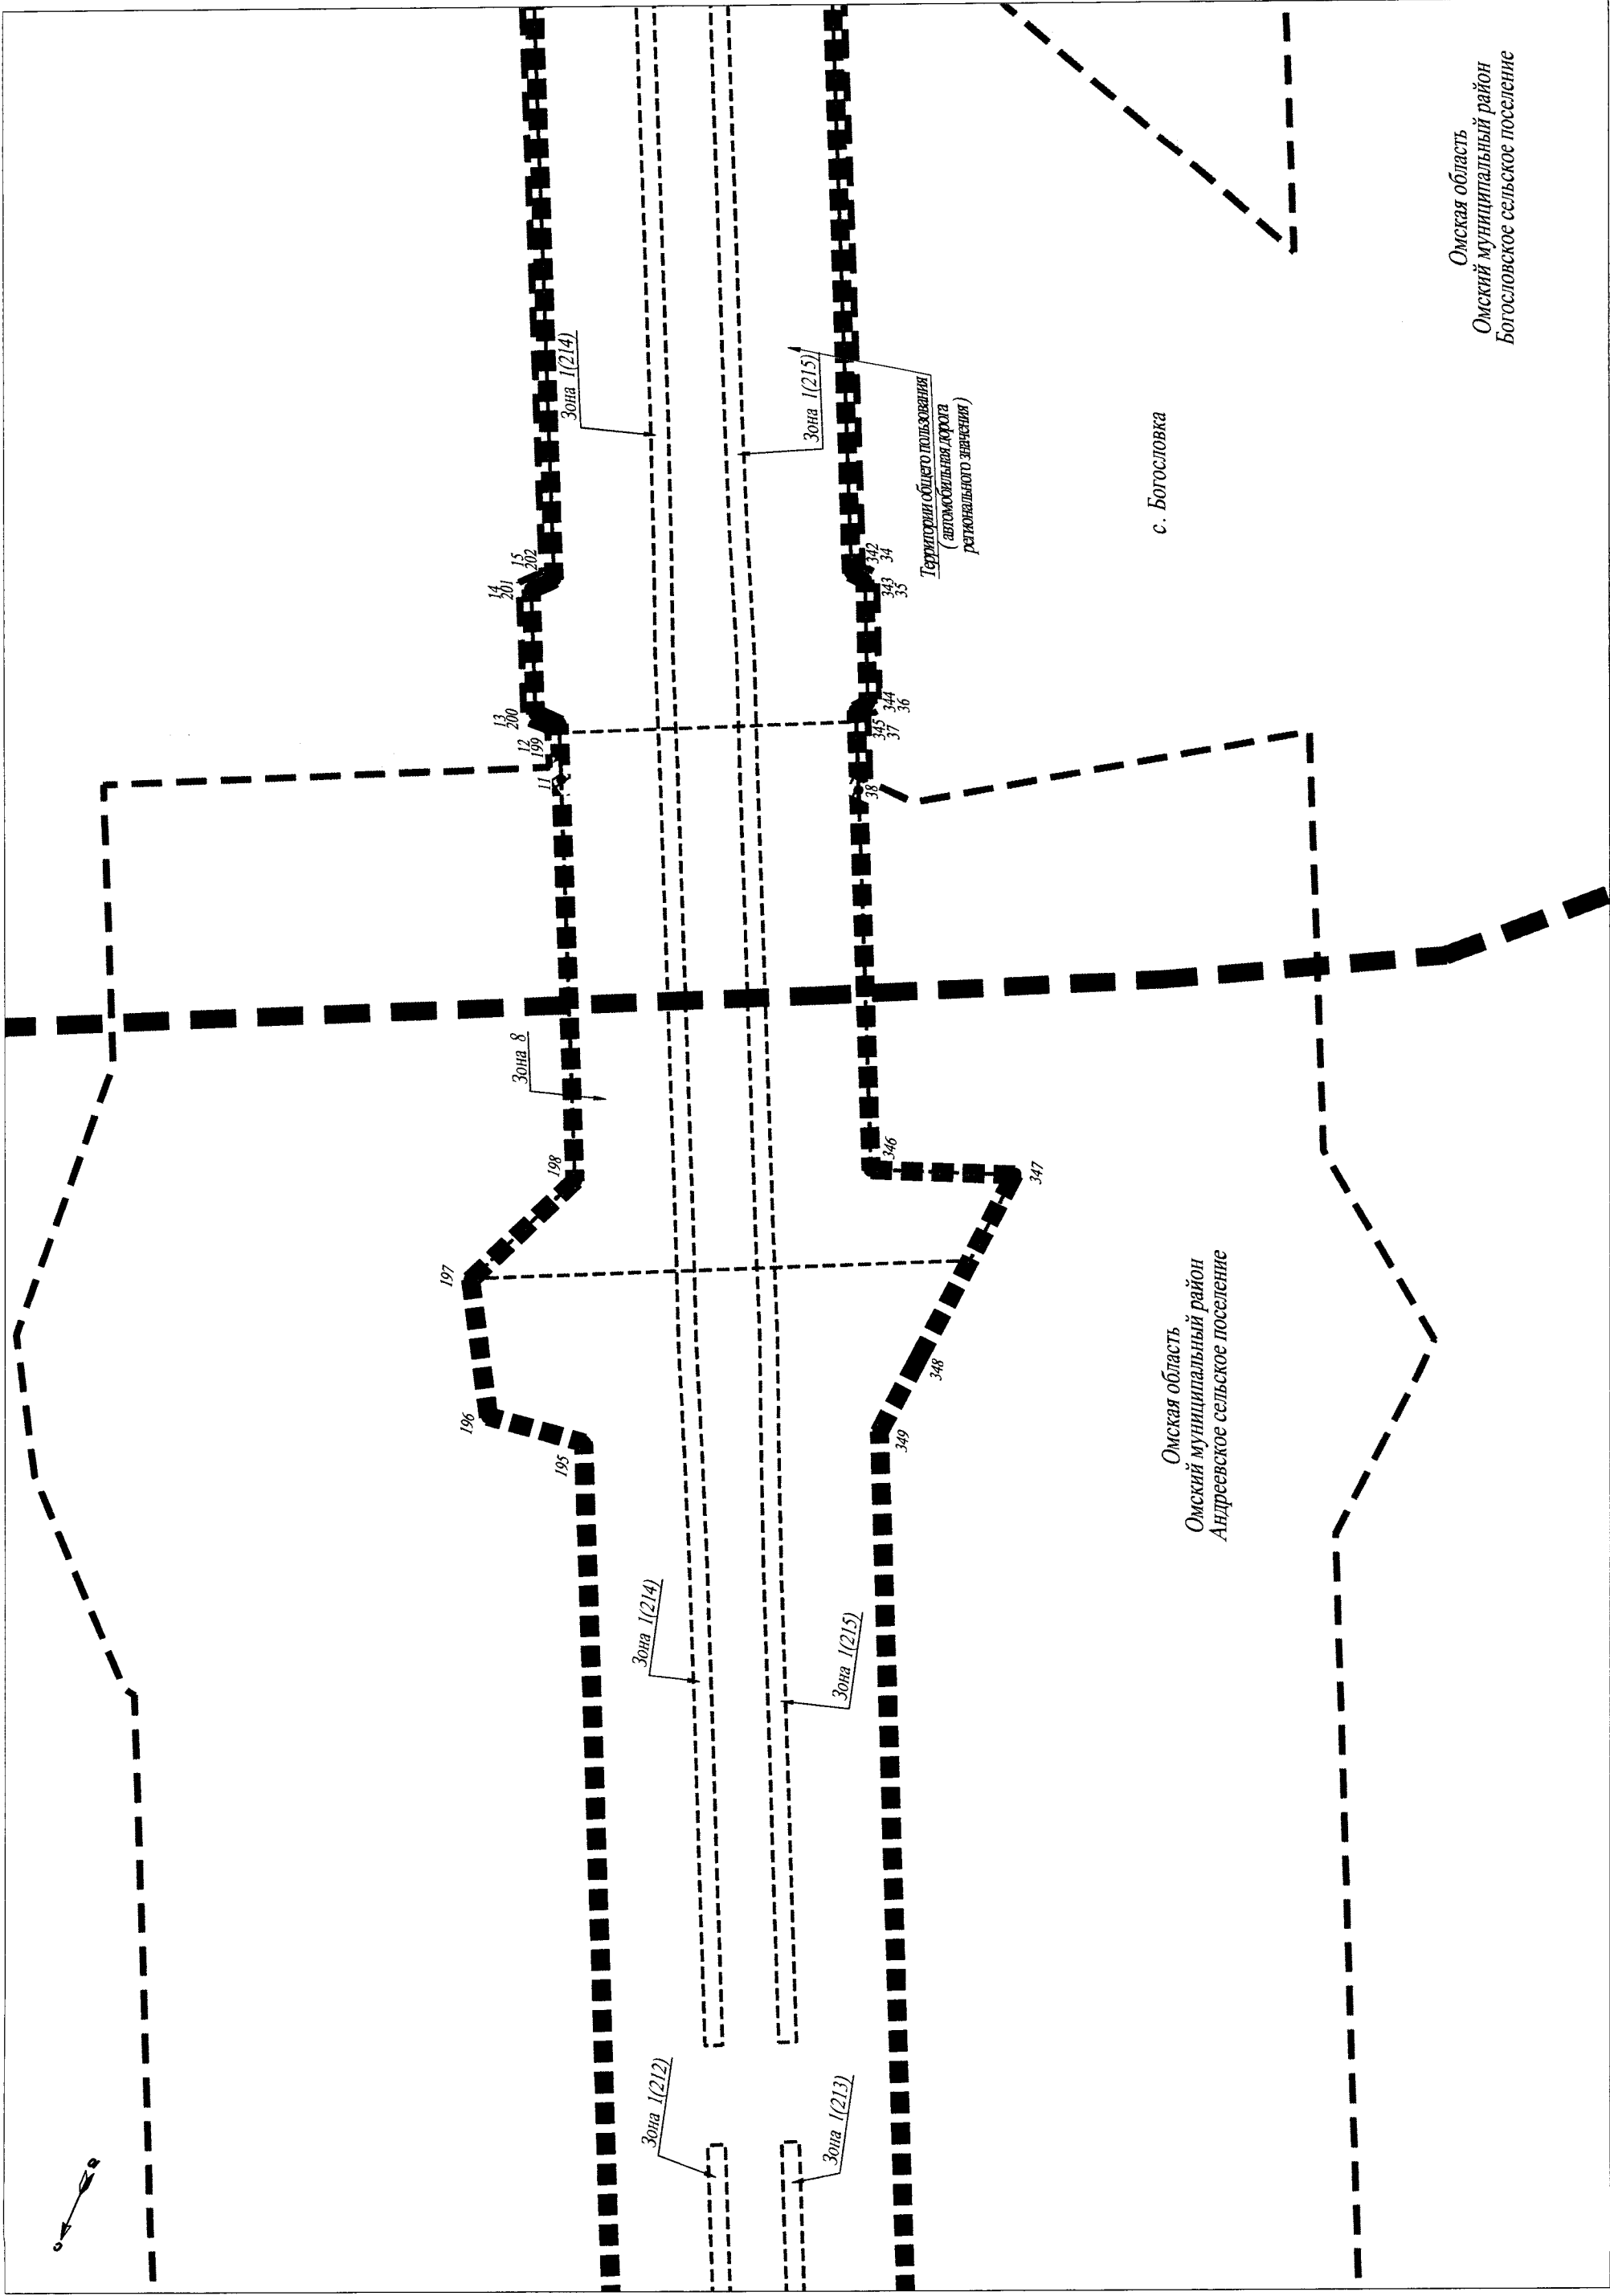 Зона 1(214)
Зона 1(215)
Территории общего пользования
(автомобильная дорога
регионального значения)
с. Богословка
Омская область
Омский муниципальный район
Богословское сельское поселение
15
202
14
201
13
200
12
199
11
342
34
343
35
344
36
345
37
38
Зона 8
198
197
196
195
346
347
348
349
Омская область
Омский муниципальный район
Андреевское сельское поселение
Зона 1(214)
Зона 1(215)
Зона 1(212)
Зона 1(213)